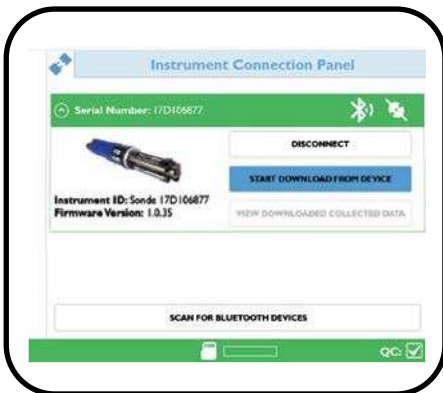 Instrument Connection Panel
Serial Number: 17D106877
DISCONNECT
START DOWNLOAD FROM DEVICE
Instrument ID: Sonde 17D106877
Firmware Version: 1.0.35
VIEW DOWNLOADED COLLECTED DATA
SCAN FOR BLUETOOTH DEVICES
QC: